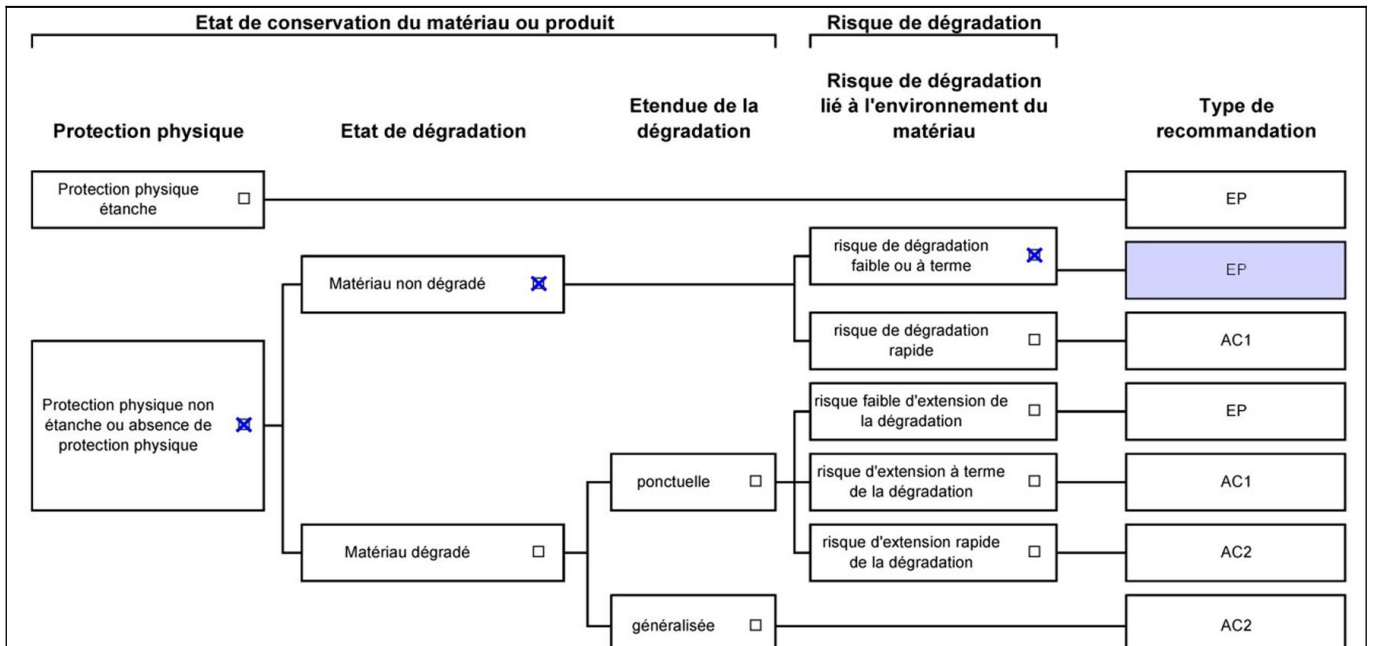 Etat de conservation du matériau ou produit
Risque de dégradation
Protection physique
Etat de dégradation
Etendue de la
dégradation
Risque de dégradation
lié à l'environnement du
matériau
Type de
recommandation
Protection physique
étanche
EP
risque de dégradation
faible ou à terme
EP
Matériau non dégradé
risque de dégradation
rapide
AC1
Protection physique non
étanche ou absence de
protection physique
risque faible d'extension de
la dégradation
EP
ponctuelle
risque d'extension à terme
de la dégradation
AC1
Matériau dégradé
risque d'extension rapide
de la dégradation
AC2
généralisée
AC2